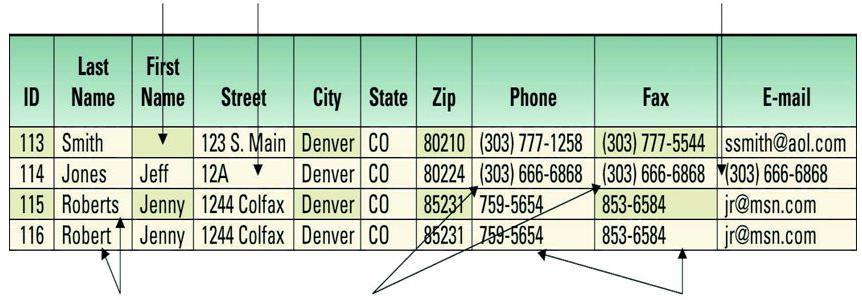 ID Last Name First Name Street City State Zip Phone Fax E-mail
113 Smith 123 S. Main Denver CO 80210 (303) 777-1258 (303) 777-5544 ssmith@aol.com
114 Jones Jeff 12A Denver CO 80224 (303) 666-6868 (303) 666-6868 (303) 666-6868
115 Roberts Jenny 1244 Colfax Denver CO 85231 759-5654 853-6584 jr@msn.com
116 Robert Jenny 1244 Colfax Denver CO 85231 759-5654 853-6584 jr@msn.com